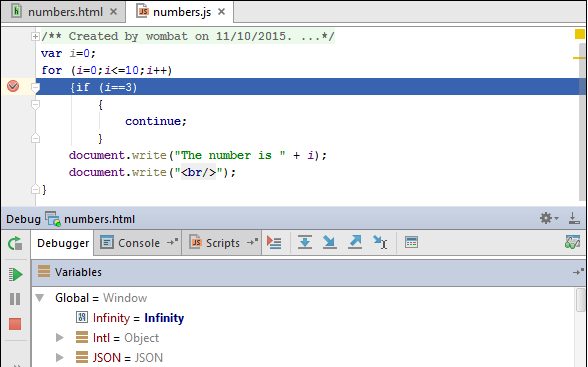 numbers.html numbers.js
/** Created by wombat on 11/10/2015. ...*/
var i=0;
for (i=0;i<=10;i++)
{if (i==3)
{
continue;
}
document.write("The number is " + i);
document.write("<br/>");
}
Debug numbers.html
Debugger Console Scripts
Variables
Global = Window
Infinity = Infinity
Intl = Object
JSON = JSON